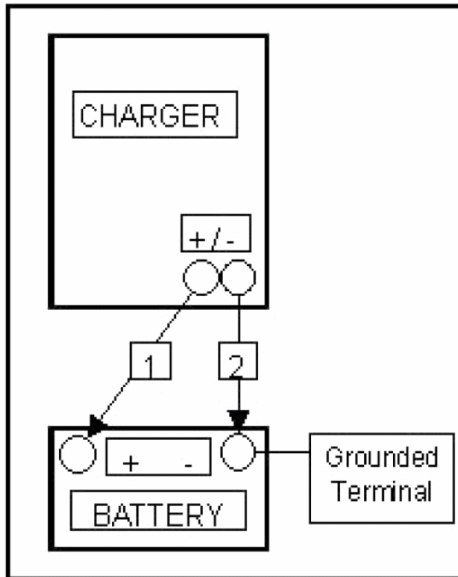 CHARGER
+/-
1
2
+ -
BATTERY
Grounded
Terminal